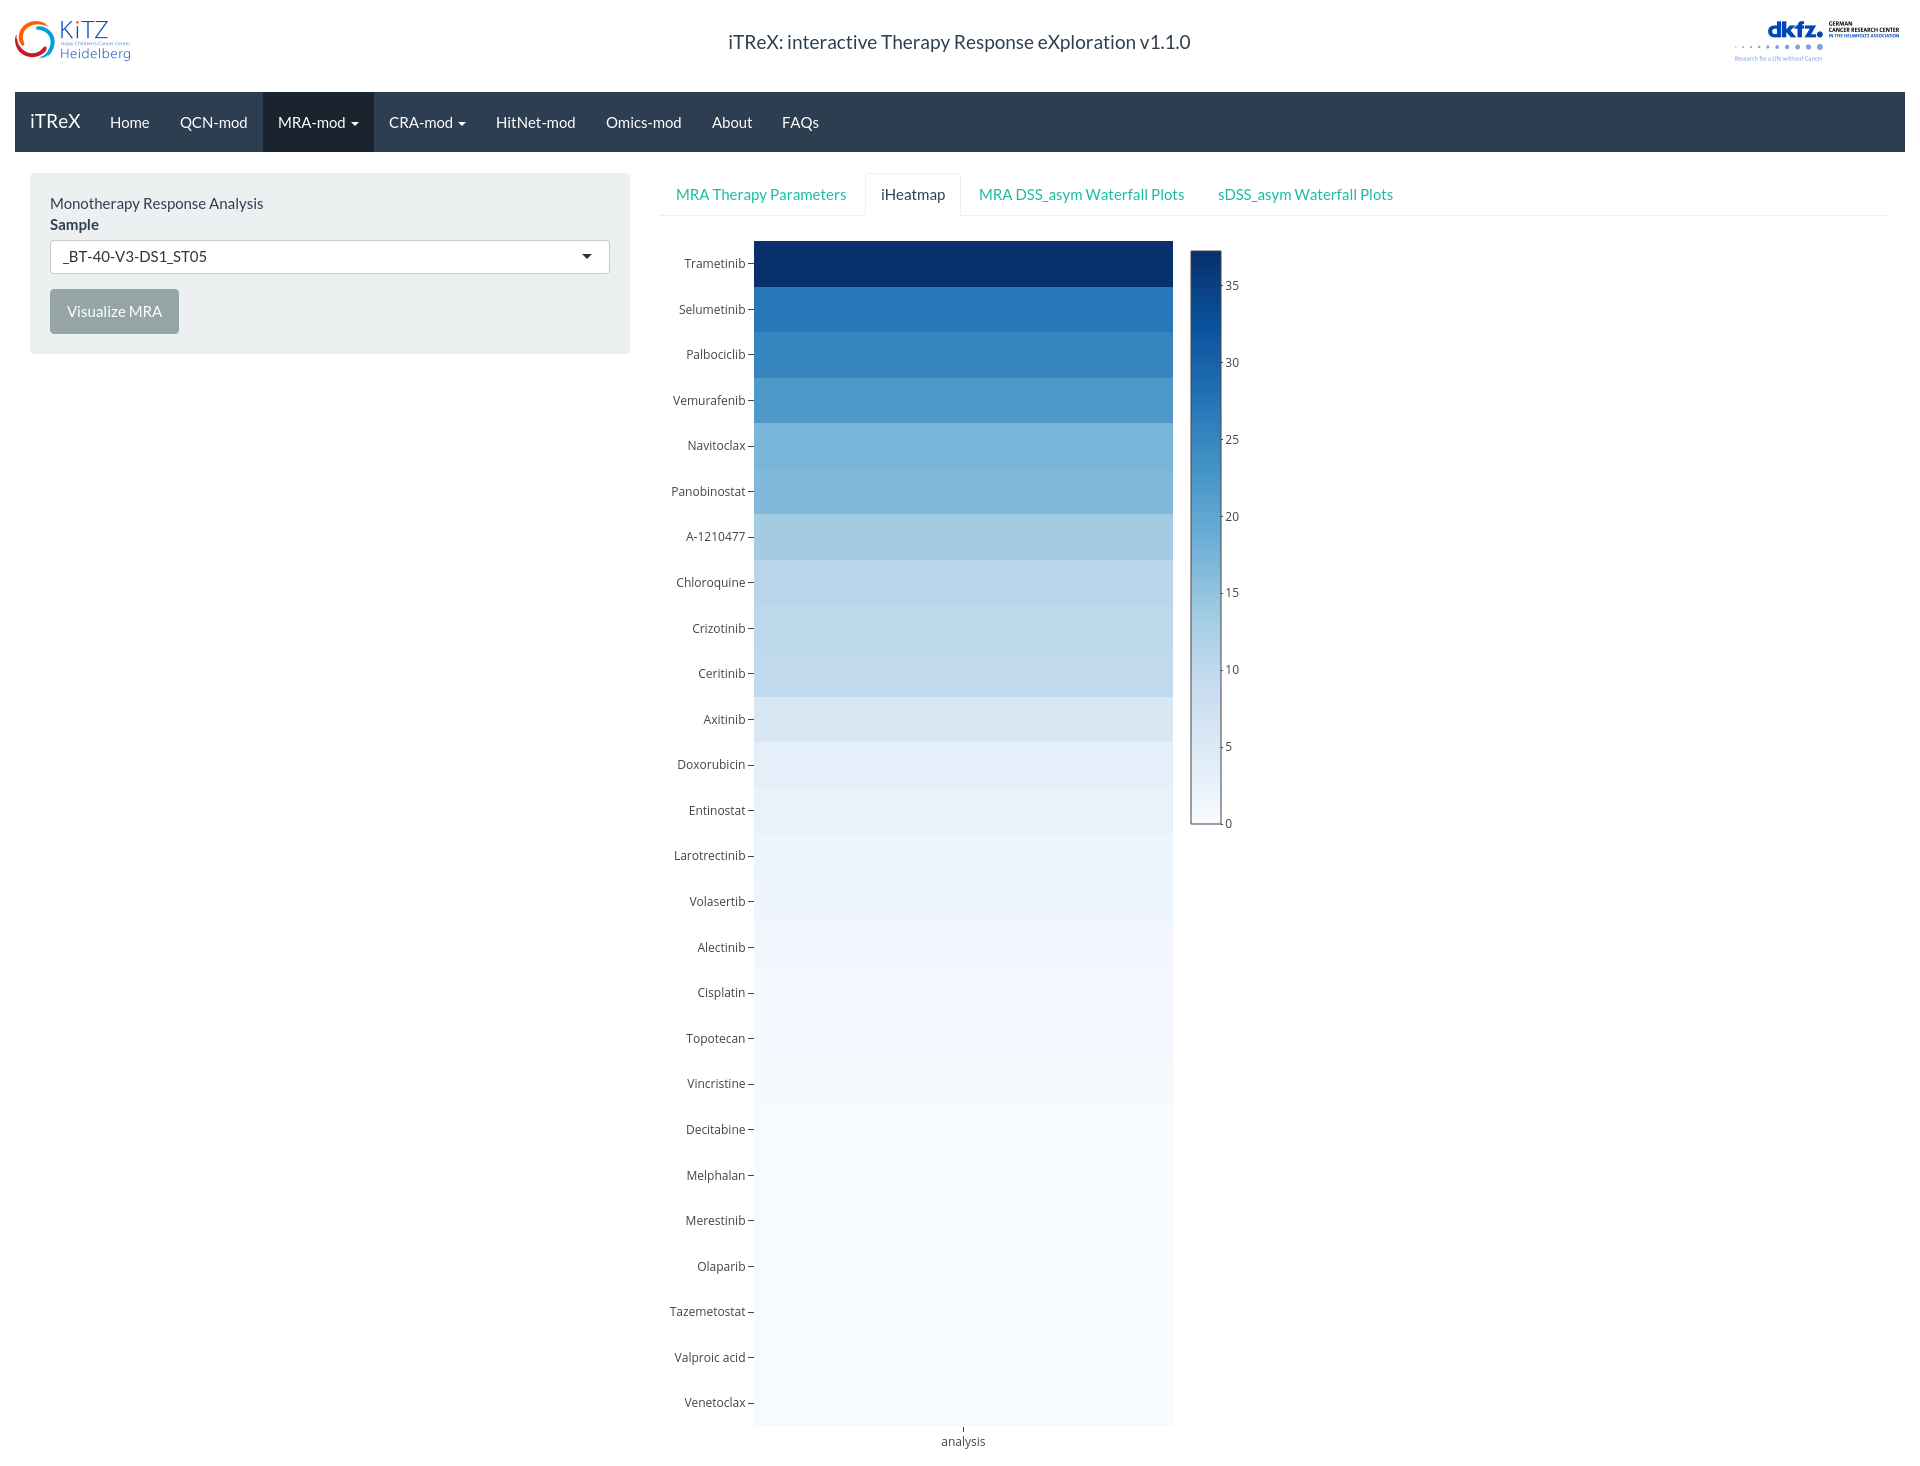 KiTZ
Hopp Children's Cancer Center
Heidelberg
iTReX: interactive Therapy Response eXploration v1.1.0
dkfz.
GERMAN
CANCER RESEARCH CENTER
IN THE HELMHOLTZ ASSOCIATION
Research for a Life without Cancer
iTReX Home QCN-mod MRA-mod CRA-mod HitNet-mod Omics-mod About FAQs
Monotherapy Response Analysis
Sample
_BT-40-V3-DS1_ST05
Visualize MRA
MRA Therapy Parameters iHeatmap MRA DSS_asym Waterfall Plots sDSS_asym Waterfall Plots
Trametinib
Selumetinib
Palbociclib
Vemurafenib
Navitoclax
Panobinostat
A-1210477
Chloroquine
Crizotinib
Ceritinib
Axitinib
Doxorubicin
Entinostat
Larotrectinib
Volasertib
Alectinib
Cisplatin
Topotecan
Vincristine
Decitabine
Melphalan
Merestinib
Olaparib
Tazemetostat
Valproic acid
Venetoclax
analysis
35
30
25
20
15
10
5
0